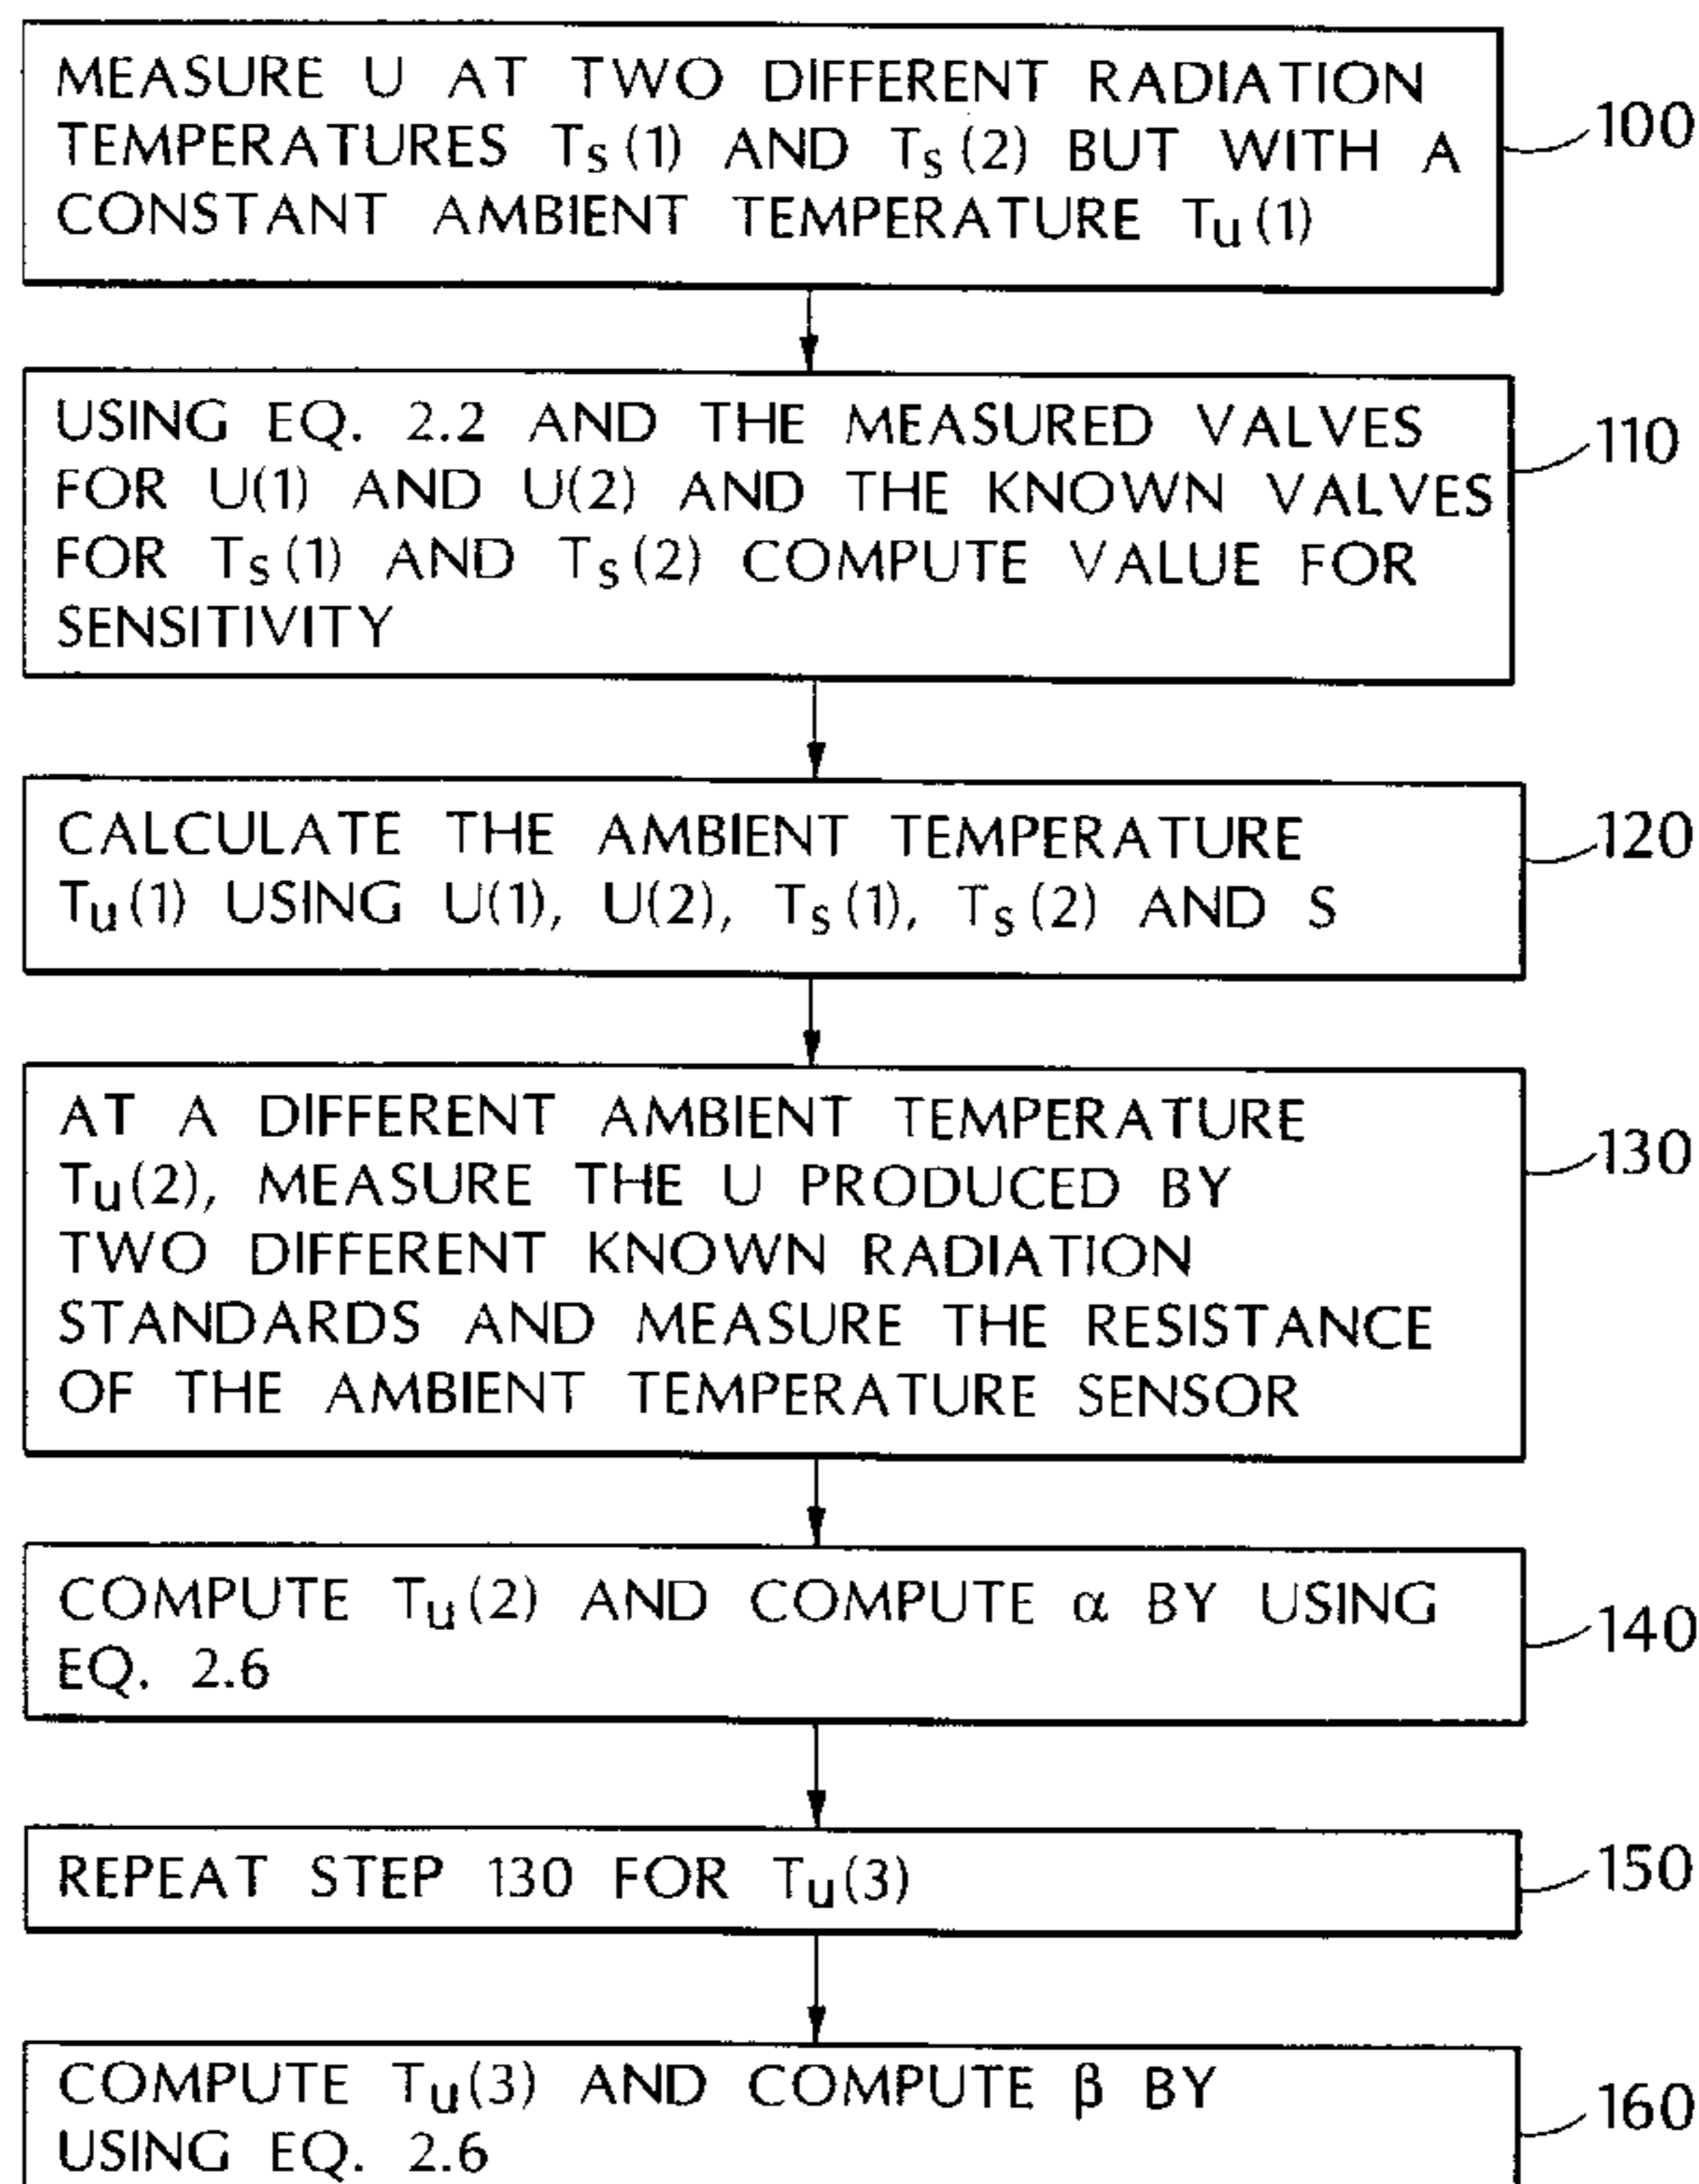 MEASURE U AT TWO DIFFERENT RADIATION
TEMPERATURES Ts(1) AND Ts(2) BUT WITH A
CONSTANT AMBIENT TEMPERATURE Tu(1)
100
USING EQ. 2.2 AND THE MEASURED VALVES
FOR U(1) AND U(2) AND THE KNOWN VALVES
FOR Ts(1) AND Ts(2) COMPUTE VALUE FOR
SENSITIVITY
110
CALCULATE THE AMBIENT TEMPERATURE
Tu(1) USING U(1), U(2), Ts(1), Ts(2) AND S
120
AT A DIFFERENT AMBIENT TEMPERATURE
Tu(2), MEASURE THE U PRODUCED BY
TWO DIFFERENT KNOWN RADIATION
STANDARDS AND MEASURE THE RESISTANCE
OF THE AMBIENT TEMPERATURE SENSOR
130
COMPUTE Tu(2) AND COMPUTE α BY USING
EQ. 2.6
140
REPEAT STEP 130 FOR Tu(3)
150
COMPUTE Tu(3) AND COMPUTE β BY
USING EQ. 2.6
160